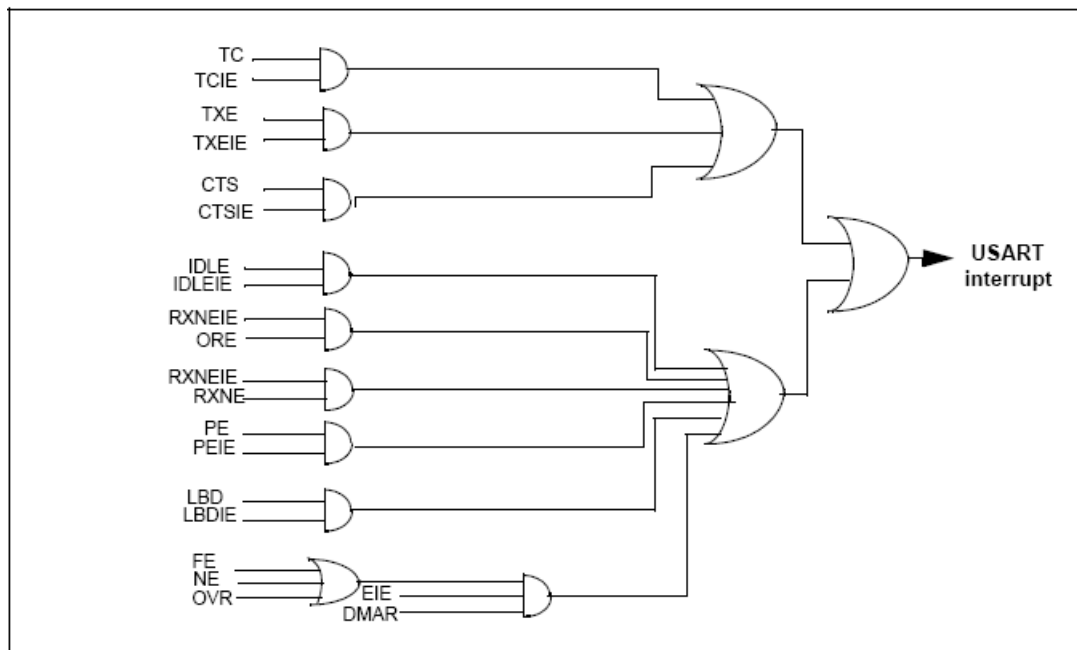 TC
TCIE
TXE
TXEIE
CTS
CTSIE
IDLE
IDLEIE
RXNEIE
ORE
RXNEIE
RXNE
PE
PEIE
LBD
LBDIE
FE
NE
OVR
EIE
DMAR
USART
interrupt